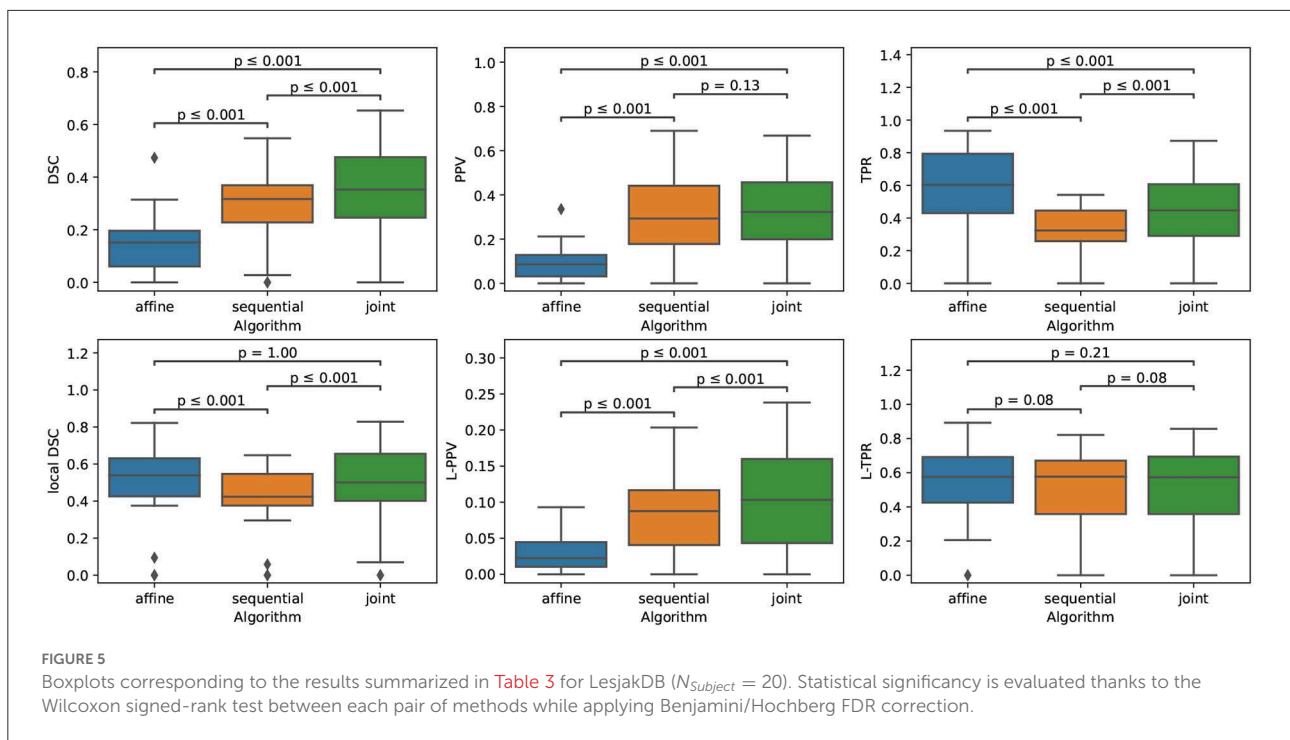 p ≤ 0.001
p ≤ 0.001
p ≤ 0.001
DSC
0.8
0.6
0.4
0.2
0.0
affine sequential joint
Algorithm
p ≤ 0.001
p = 0.13
p ≤ 0.001
PPV
1.0
0.8
0.6
0.4
0.2
0.0
affine sequential joint
Algorithm
p ≤ 0.001
p ≤ 0.001
p ≤ 0.001
TPR
1.4
1.2
1.0
0.8
0.6
0.4
0.2
0.0
affine sequential joint
Algorithm
p = 1.00
p ≤ 0.001
p ≤ 0.001
local DSC
1.2
1.0
0.8
0.6
0.4
0.2
0.0
affine sequential joint
Algorithm
p ≤ 0.001
p ≤ 0.001
p ≤ 0.001
L-PPV
0.30
0.25
0.20
0.15
0.10
0.05
0.00
affine sequential joint
Algorithm
p = 0.21
p = 0.08
p = 0.08
L-TPR
1.2
1.0
0.8
0.6
0.4
0.2
0.0
affine sequential joint
Algorithm
FIGURE 5
Boxplots corresponding to the results summarized in Table 3 for LesjakDB (N_Subject = 20). Statistical significancy is evaluated thanks to the
Wilcoxon signed-rank test between each pair of methods while applying Benjamini/Hochberg FDR correction.